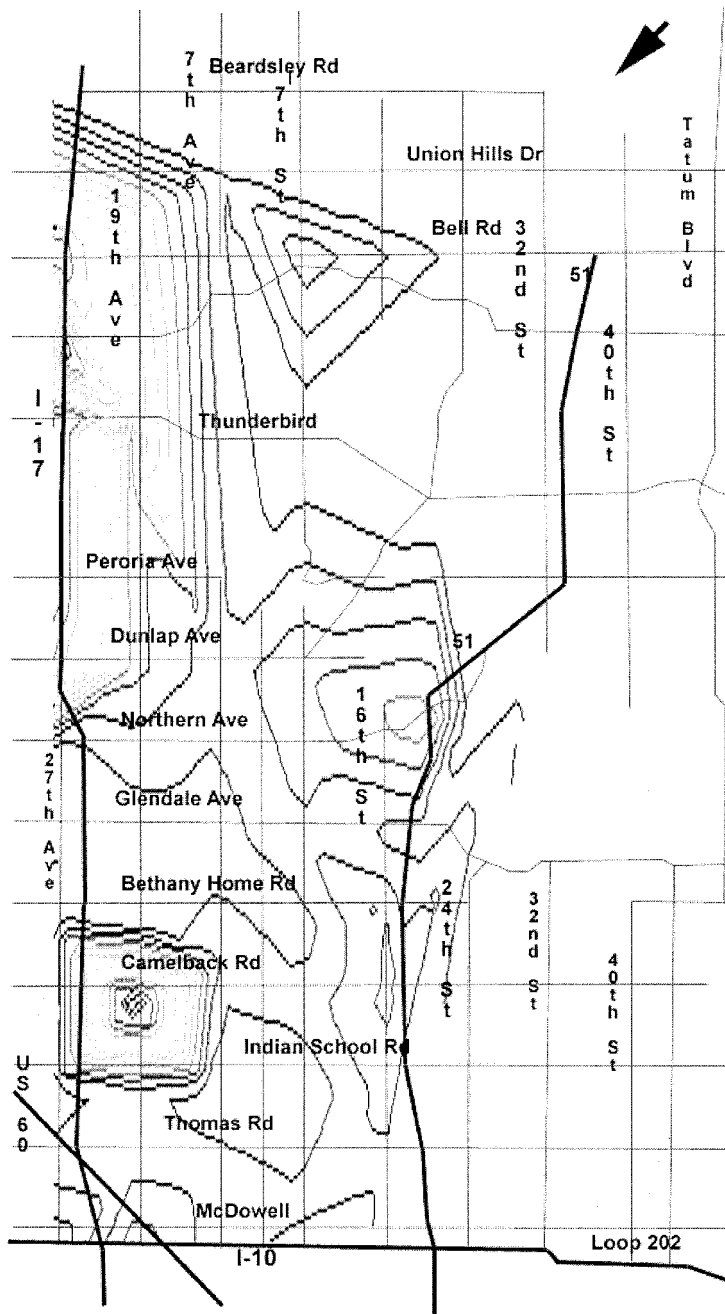 Beardsley Rd
7th Ave
7th St
Union Hills Dr
Tatum Blvd
19th Ave
Bell Rd
32nd St
51
40th St
I-17
Thunderbird
Peroria Ave
Dunlap Ave
51
16th St
Northern Ave
27th Ave
Glendale Ave
Bethany Home Rd
24th St
32nd St
Camelback Rd
40th St
Indian School Rd
US 60
Thomas Rd
McDowell
I-10
Loop 202